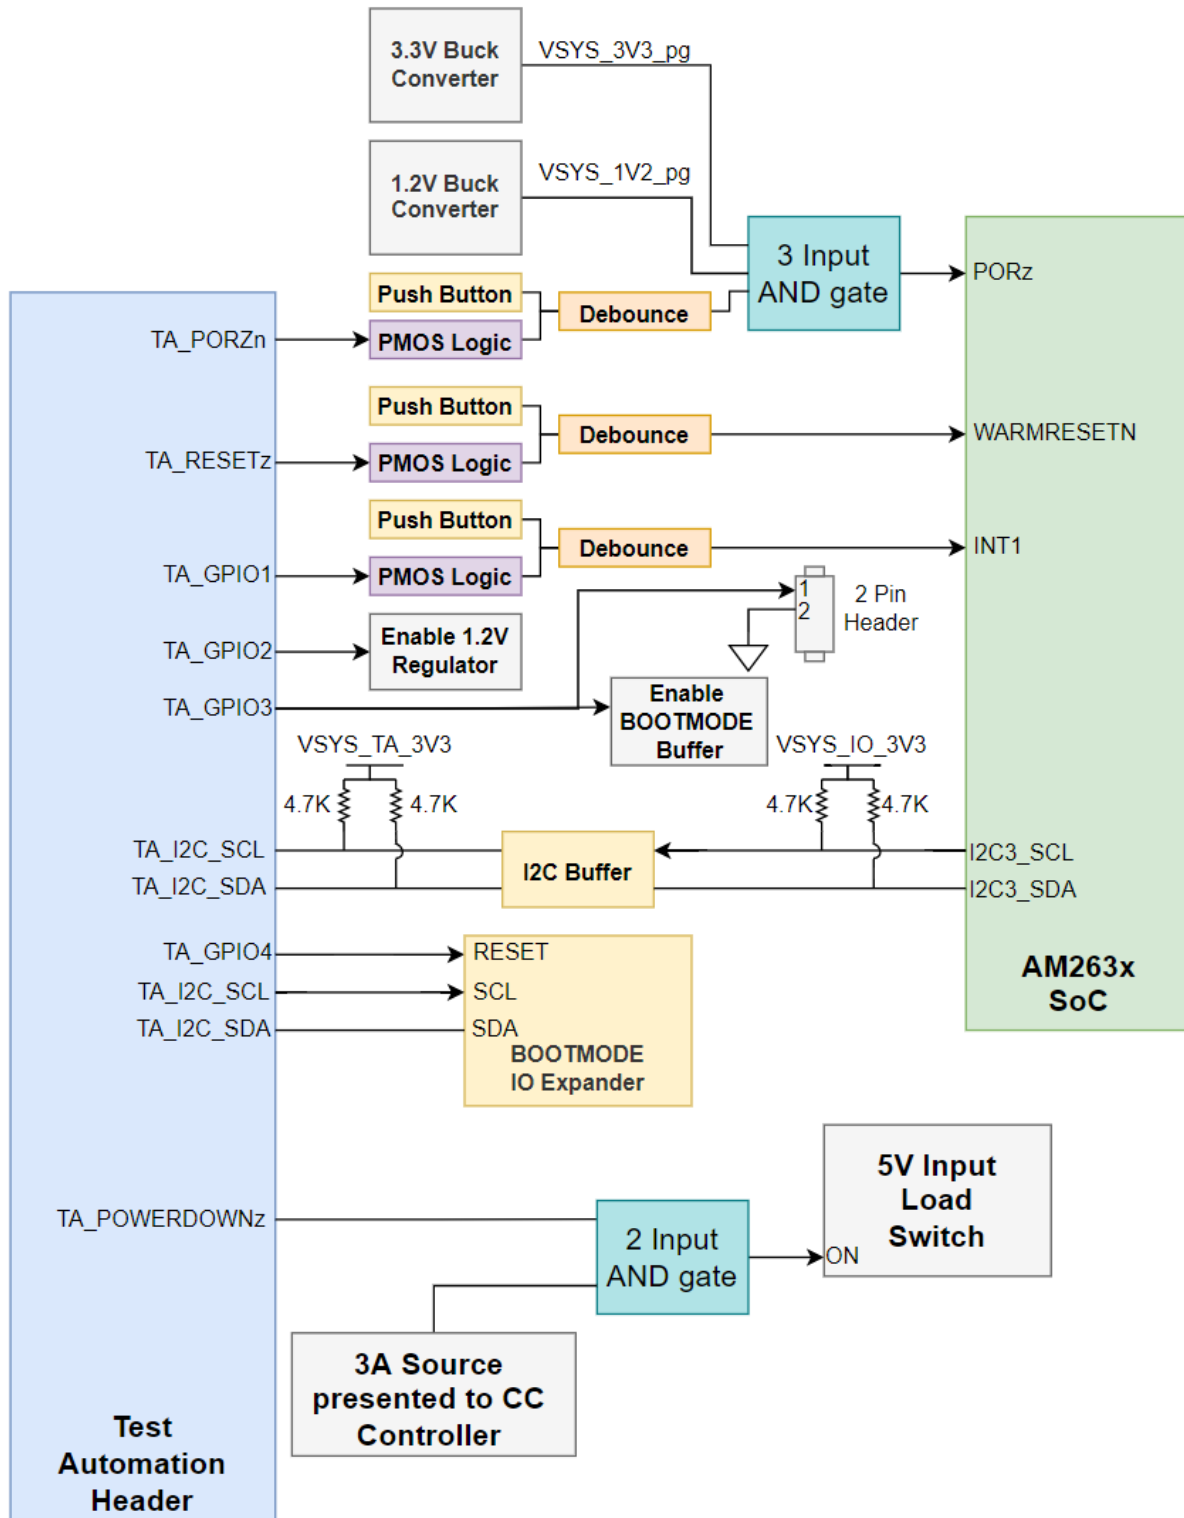 3.3V Buck
Converter
VSYS_3V3_pg
1.2V Buck
Converter
VSYS_1V2_pg
3 Input
AND gate
PORz
Push Button
Debounce
TA_PORZn
PMOS Logic
Push Button
Debounce
WARMRESETN
TA_RESETz
PMOS Logic
Push Button
Debounce
INT1
TA_GPIO1
PMOS Logic
1
2
2 Pin
Header
TA_GPIO2
Enable 1.2V
Regulator
TA_GPIO3
Enable
BOOTMODE
Buffer
VSYS_TA_3V3
VSYS_IO_3V3
4.7K
4.7K
4.7K
4.7K
TA_I2C_SCL
TA_I2C_SDA
I2C Buffer
I2C3_SCL
I2C3_SDA
TA_GPIO4
RESET
TA_I2C_SCL
SCL
TA_I2C_SDA
SDA
BOOTMODE
IO Expander
AM263x
SoC
TA_POWERDOWNz
2 Input
AND gate
5V Input
Load
Switch
ON
3A Source
presented to CC
Controller
Test
Automation
Header